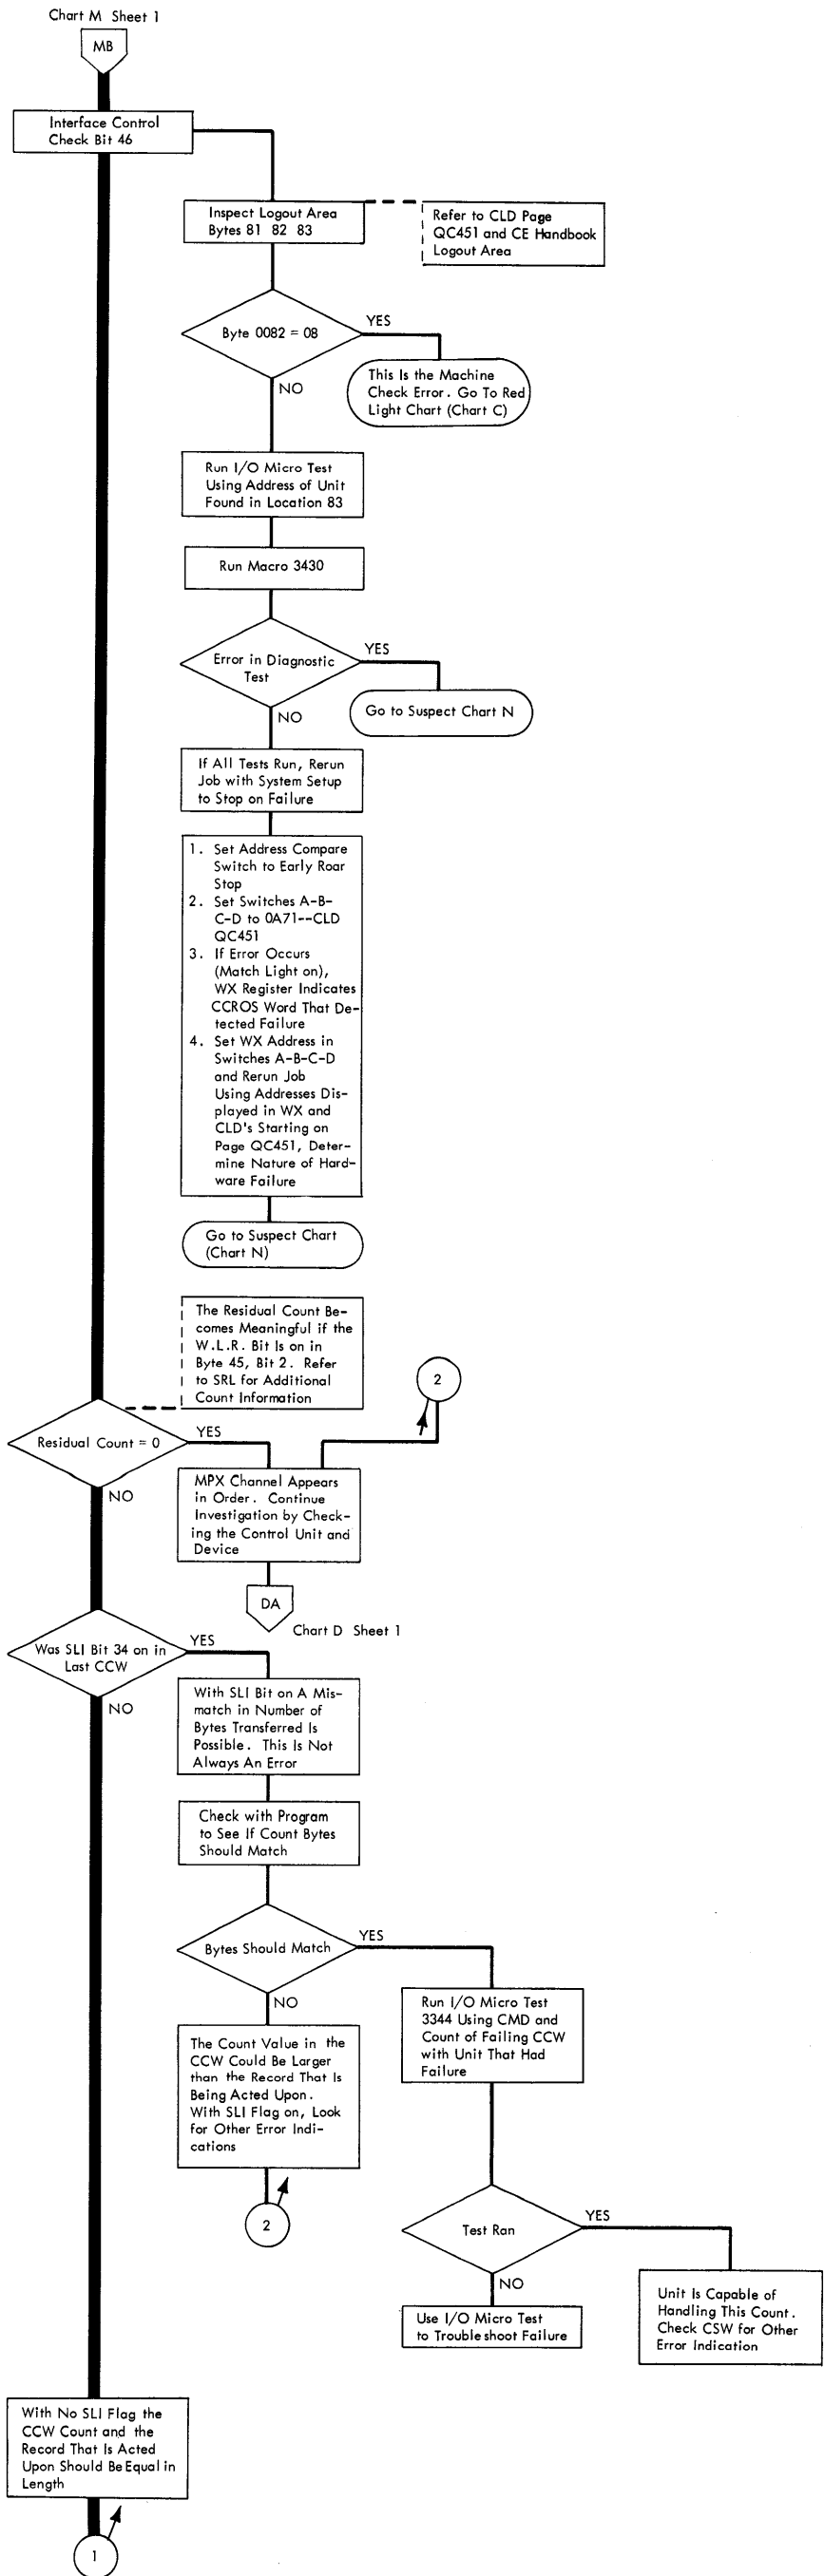 Chart M Sheet 1
MB
Interface Control
Check Bit 46
Inspect Logout Area
Bytes 81 82 83
Refer to CLD Page
QC451 and CE Handbook
Logout Area
Byte 0082 = 08
YES
This Is the Machine
Check Error. Go To Red
Light Chart (Chart C)
NO
Run I/O Micro Test
Using Address of Unit
Found in Location 83
Run Macro 3430
Error in Diagnostic
Test
YES
Go to Suspect Chart N
NO
If All Tests Run, Rerun
Job with System Setup
to Stop on Failure
1. Set Address Compare
Switch to Early Roar
Stop
2. Set Switches A-B-
C-D to 0A71--CLD
QC451
3. If Error Occurs
(Match Light on),
WX Register Indicates
CCROS Word That De-
tected Failure
4. Set WX Address in
Switches A-B-C-D
and Rerun Job
Using Addresses Dis-
played in WX and
CLD's Starting on
Page QC451, Deter-
mine Nature of Hard-
ware Failure
Go to Suspect Chart
(Chart N)
The Residual Count Be-
comes Meaningful if the
W.L.R. Bit Is on in
Byte 45, Bit 2. Refer
to SRL for Additional
Count Information
2
Residual Count = 0
YES
NO
MPX Channel Appears
in Order. Continue
Investigation by Check-
ing the Control Unit and
Device
DA
Chart D Sheet 1
Was SLI Bit 34 on in
Last CCW
YES
NO
With SLI Bit on A Mis-
match in Number of
Bytes Transferred Is
Possible. This Is Not
Always An Error
Check with Program
to See If Count Bytes
Should Match
Bytes Should Match
YES
NO
Run I/O Micro Test
3344 Using CMD and
Count of Failing CCW
with Unit That Had
Failure
The Count Value in the
CCW Could Be Larger
than the Record That Is
Being Acted Upon.
With SLI Flag on, Look
for Other Error Indi-
cations
2
Test Ran
YES
NO
Use I/O Micro Test
to Troubleshoot Failure
Unit Is Capable of
Handling This Count.
Check CSW for Other
Error Indication
With No SLI Flag the
CCW Count and the
Record That Is Acted
Upon Should Be Equal in
Length
1